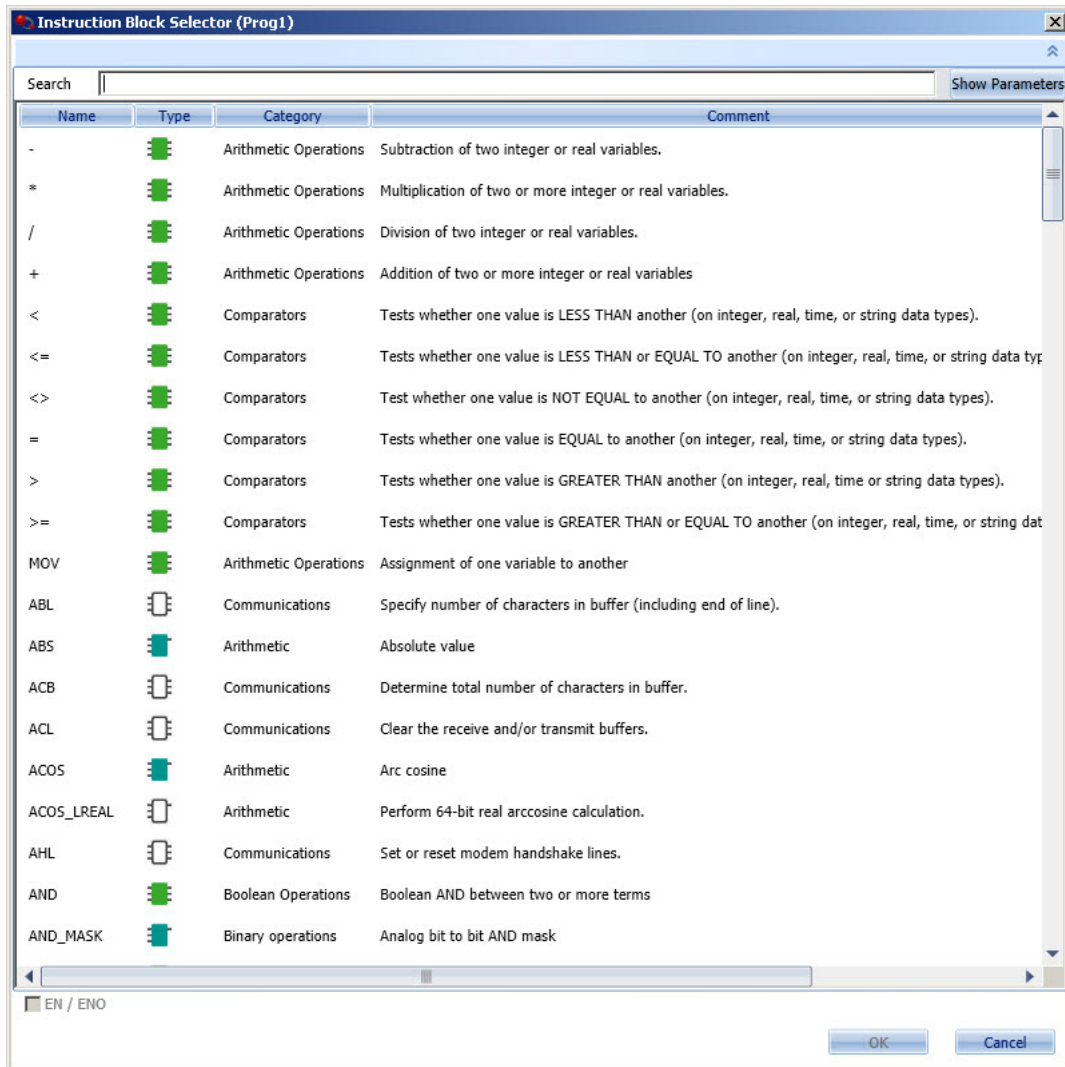 Instruction Block Selector (Prog1)
Search Show Parameters
Name Type Category Comment
- Arithmetic Operations Subtraction of two integer or real variables.
* Arithmetic Operations Multiplication of two or more integer or real variables.
/ Arithmetic Operations Division of two integer or real variables.
+ Arithmetic Operations Addition of two or more integer or real variables
< Comparators Tests whether one value is LESS THAN another (on integer, real, time, or string data types).
<= Comparators Tests whether one value is LESS THAN or EQUAL TO another (on integer, real, time, or string data typ
<> Comparators Test whether one value is NOT EQUAL to another (on integer, real, time, or string data types).
= Comparators Tests whether one value is EQUAL to another (on integer, real, time, or string data types).
> Comparators Tests whether one value is GREATER THAN another (on integer, real, time or string data types).
>= Comparators Tests whether one value is GREATER THAN or EQUAL TO another (on integer, real, time, or string dat
MOV Arithmetic Operations Assignment of one variable to another
ABL Communications Specify number of characters in buffer (including end of line).
ABS Arithmetic Absolute value
ACB Communications Determine total number of characters in buffer.
ACL Communications Clear the receive and/or transmit buffers.
ACOS Arithmetic Arc cosine
ACOS_LREAL Arithmetic Perform 64-bit real arccosine calculation.
AHL Communications Set or reset modem handshake lines.
AND Boolean Operations Boolean AND between two or more terms
AND_MASK Binary operations Analog bit to bit AND mask
EN / ENO
OK Cancel